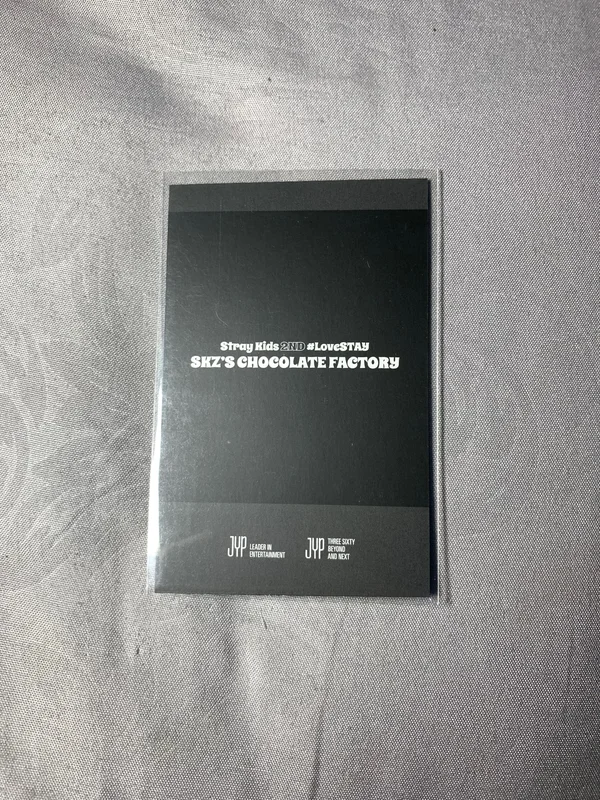 Stray Kids 2ND #LoveSTAY
SKZ'S CHOCOLATE FACTORY
JYP LEADER IN
ENTERTAINMENT
JYP THREE SIXTY
BEYOND
AND NEXT